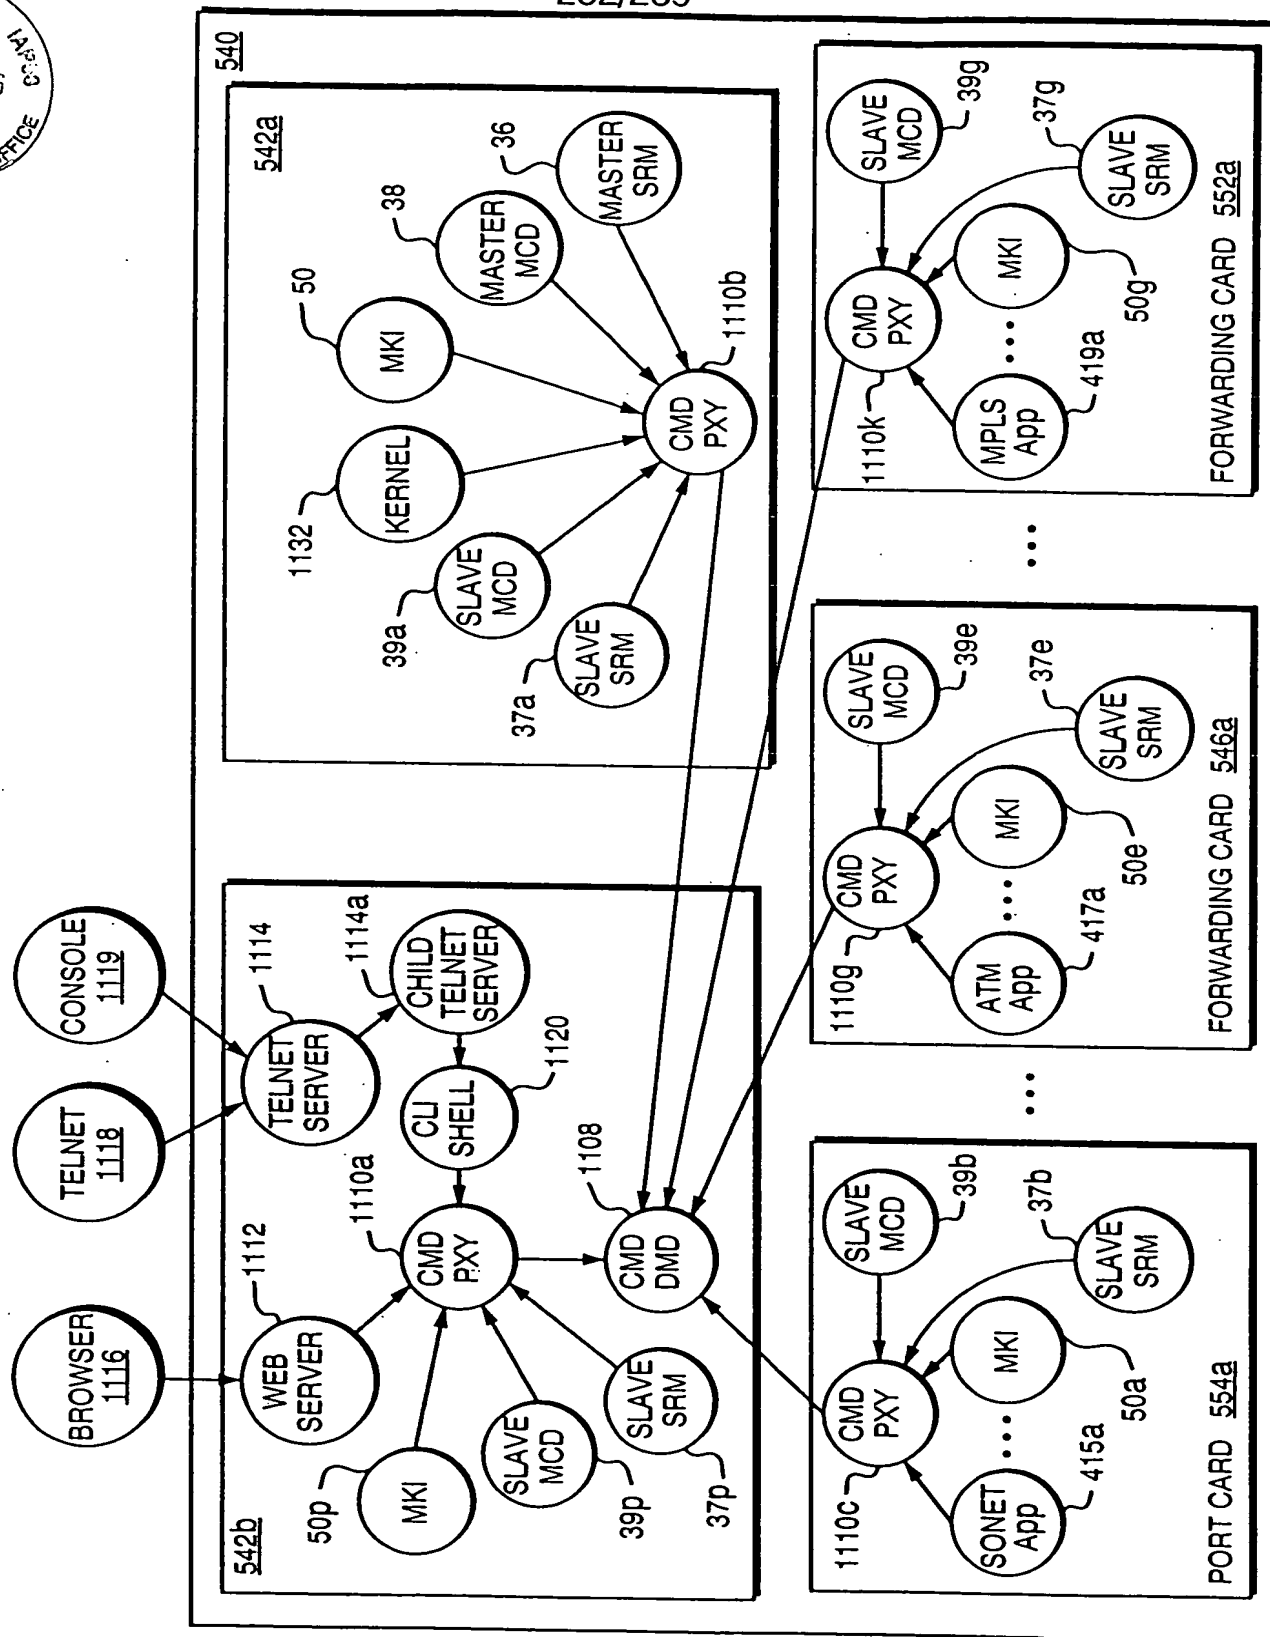 BROWSER
1116
TELNET
1118
CONSOLE
1119
540
542b
WEB
SERVER
1112
TELNET
SERVER
1114
CHILD
TELNET
SERVER
1114a
CLI
SHELL
1120
CMD
PXY
1110a
MKI
50p
SLAVE
MCD
39p
SLAVE
SRM
37p
CMD
DMD
1108
542a
SLAVE
SRM
37a
SLAVE
MCD
39a
KERNEL
1132
MKI
50
MASTER
MCD
38
MASTER
SRM
36
CMD
PXY
1110b
CMD
PXY
1110c
SLAVE
MCD
39b
SONET
App
415a
MKI
50a
SLAVE
SRM
37b
PORT CARD 554a
CMD
PXY
1110g
SLAVE
MCD
39e
ATM
App
417a
MKI
50e
SLAVE
SRM
37e
FORWARDING CARD 546a
CMD
PXY
1110k
SLAVE
MCD
39g
MPLS
App
419a
MKI
50g
SLAVE
SRM
37g
FORWARDING CARD 552a